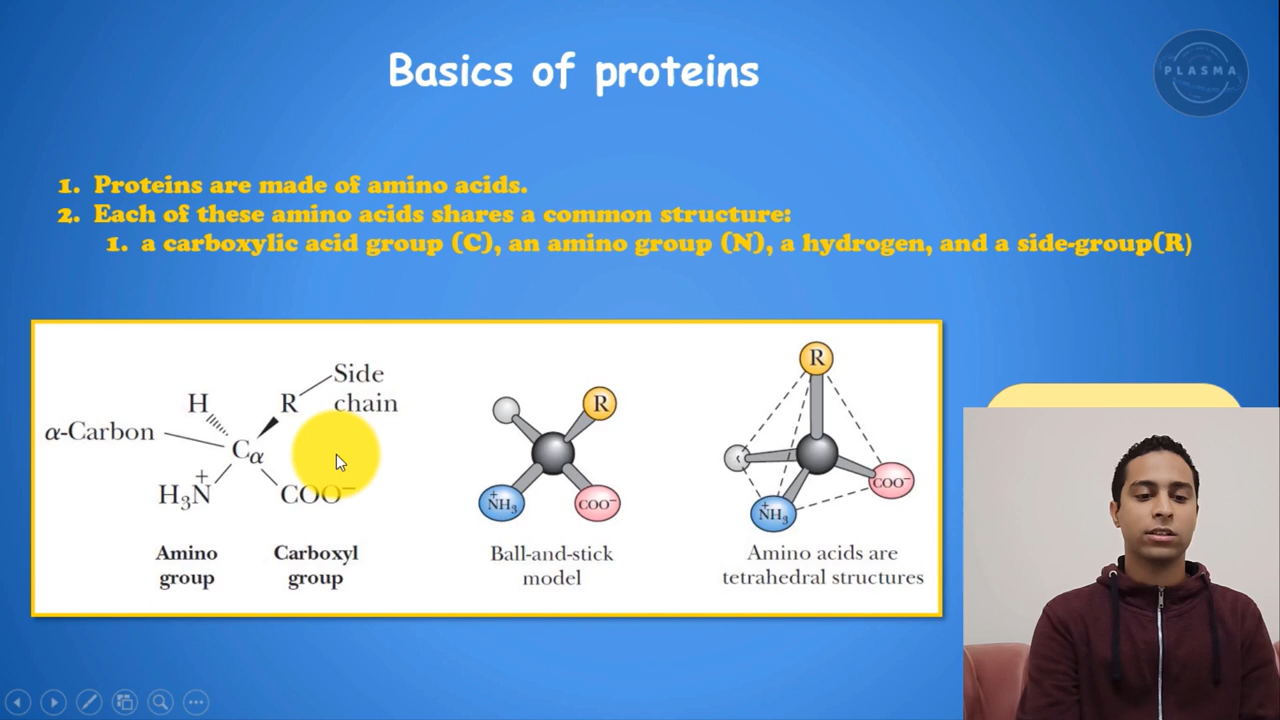 Basics of proteins
PLASMA
1. Proteins are made of amino acids.
2. Each of these amino acids shares a common structure:
1. a carboxylic acid group (C), an amino group (N), a hydrogen, and a side-group(R)
Side
chain
H
R
α-Carbon
Cα
H3N+
COO−
Amino
group
Carboxyl
group
R
+NH3
COO−
Ball-and-stick
model
R
COO−
+NH3
Amino acids are
tetrahedral structures